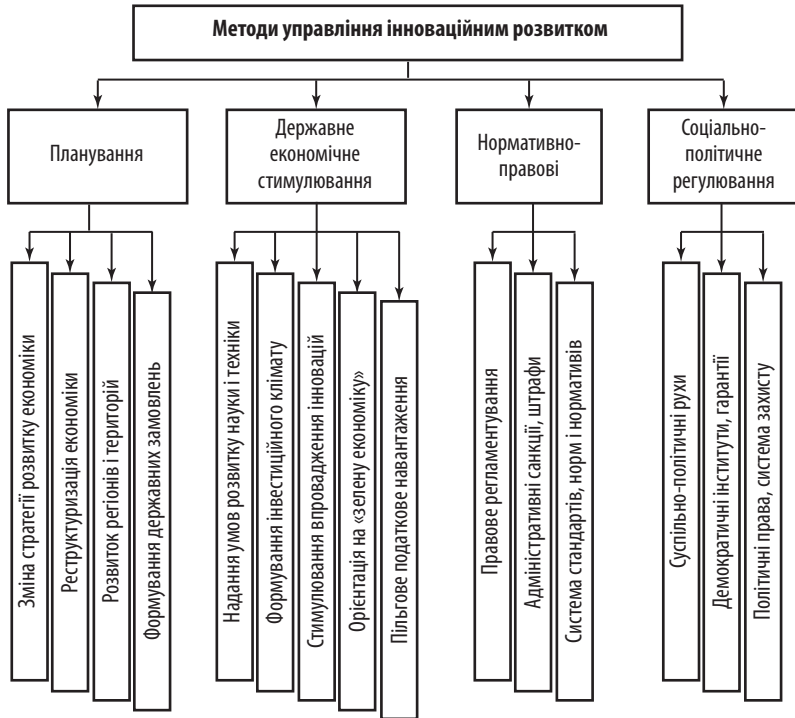 Методи управління інноваційним розвитком
Планування
Державне
економічне
стимулювання
Нормативно-
правові
Соціально-
політичне
регулювання
Зміна стратегії розвитку економіки
Реструктуризація економіки
Розвиток регіонів і територій
Формування державних замовлень
Надання умов розвитку науки і техніки
Формування інвестиційного клімату
Стимулювання впровадження інновацій
Орієнтація на «зелену економіку»
Пільгове податкове навантаження
Правове регламентування
Адміністративні санкції, штрафи
Система стандартів, норм і нормативів
Суспільно-політичні рухи
Демократичні інститути, гарантії
Політичні права, система захисту